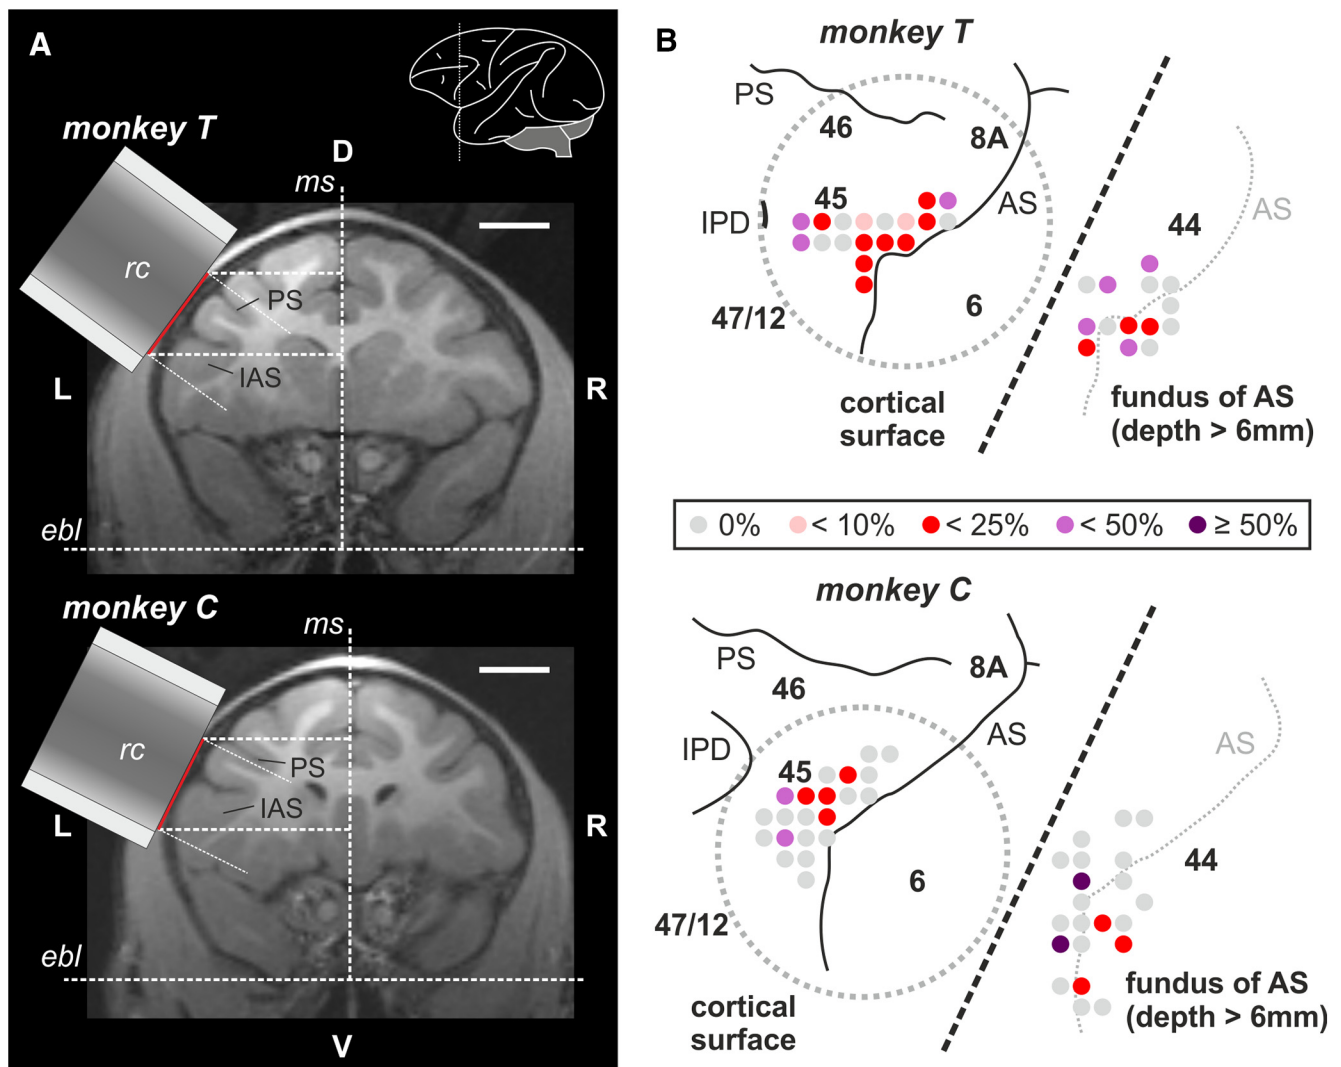 A
monkey T
D
ms
rc
PS
IAS
L
R
ebl
monkey C
ms
rc
PS
IAS
L
R
ebl
V
B
monkey T
PS
46
8A
45
AS
IPD
47/12
6
cortical
surface
AS
44
fundus of AS
(depth > 6mm)
0% < 10% < 25% < 50% ≥ 50%
monkey C
PS
46
8A
IPD
AS
45
6
47/12
cortical
surface
AS
44
fundus of AS
(depth > 6mm)